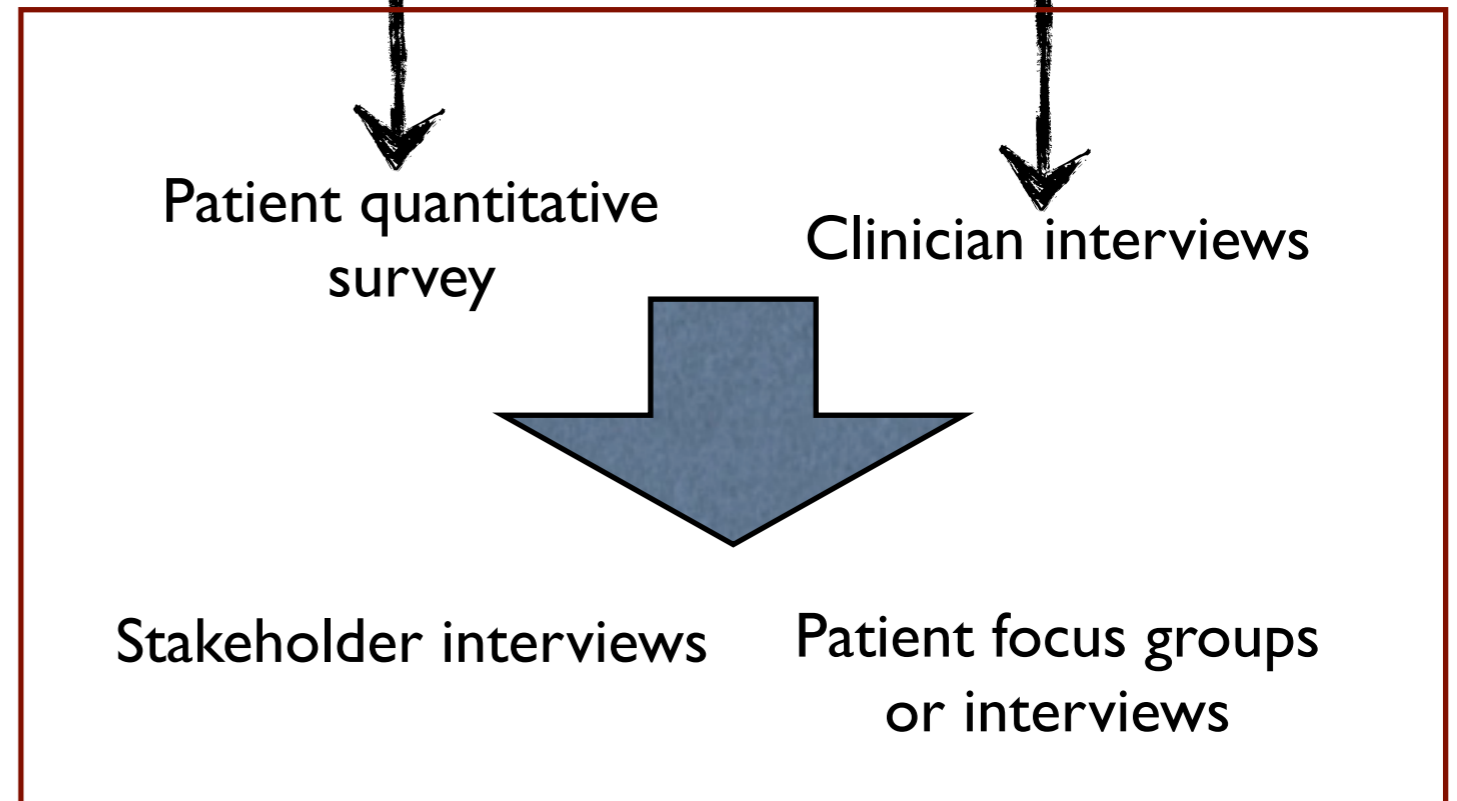 Patient quantitative
survey
Clinician interviews
Stakeholder interviews
Patient focus groups
or interviews